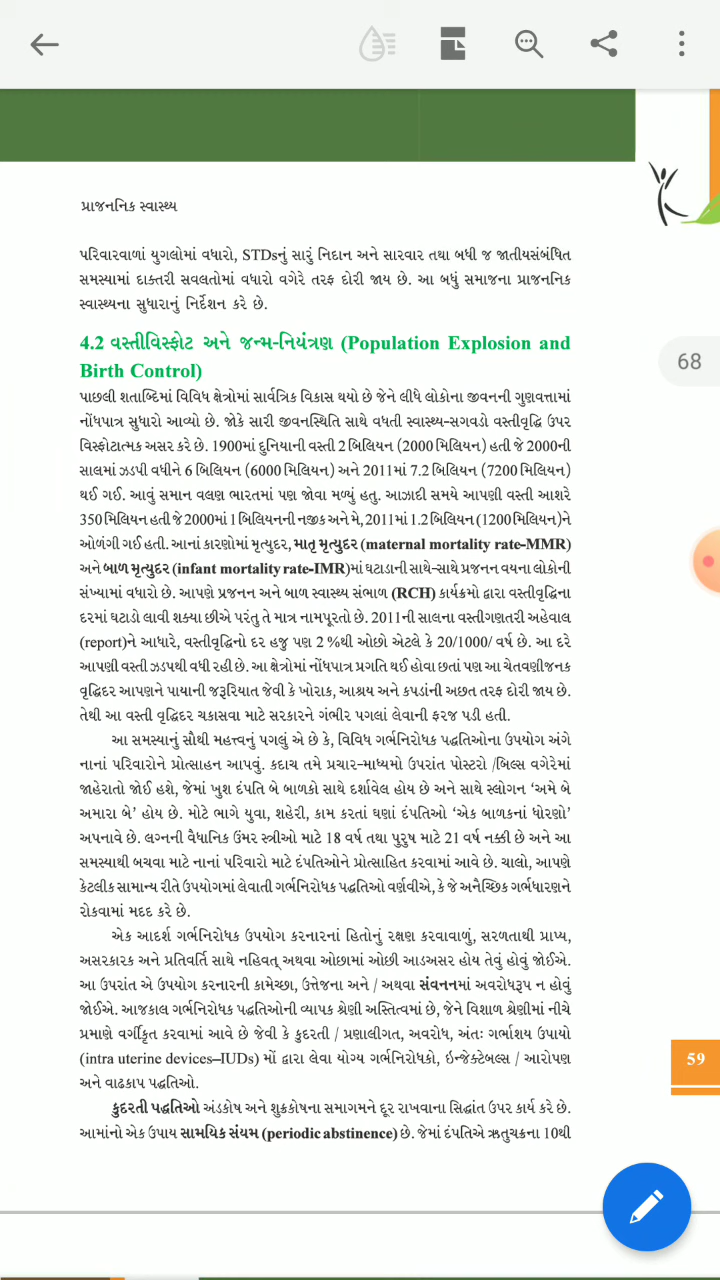 પ્રાજનનિક સ્વાસ્થ્ય
પરિવારવાળાં યુગલોમાં વધારો, STDsનું સારું નિદાન અને સારવાર તથા બધી જ જાતીયસંબંધિત
સમસ્યામાં દાક્તરી સવલતોમાં વધારો વગેરે તરફ દોરી જાય છે. આ બધું સમાજના પ્રાજનનિક
સ્વાસ્થ્યના સુધારાનું નિર્દેશન કરે છે.
4.2 વસ્તીવિસ્ફોટ અને જન્મ-નિયંત્રણ (Population Explosion and
Birth Control)
પાછલી શતાબ્દિમાં વિવિધ ક્ષેત્રોમાં સાર્વત્રિક વિકાસ થયો છે જેને લીધે લોકોના જીવનની ગુણવત્તામાં
નોંધપાત્ર સુધારો આવ્યો છે. જોકે સારી જીવનસ્થિતિ સાથે વધતી સ્વાસ્થ્ય-સગવડો વસ્તીવૃદ્ધિ ઉપર
વિસ્ફોટાત્મક અસર કરે છે. 1900માં દુનિયાની વસ્તી 2 બિલિયન (2000 મિલિયન) હતી જે 2000ની
સાલમાં ઝડપી વધીને 6 બિલિયન (6000 મિલિયન) અને 2011માં 7.2 બિલિયન (7200 મિલિયન)
થઈ ગઈ. આવું સમાન વલણ ભારતમાં પણ જોવા મળ્યું હતુ. આઝાદી સમયે આપણી વસ્તી આશરે
350 મિલિયન હતી જે 2000માં 1 બિલિયનની નજીક અને મે, 2011માં 1.2 બિલિયન (1200 મિલિયન)ને
ઓળંગી ગઈ હતી. આનાં કારણોમાં મૃત્યુદર, માતૃ મૃત્યુદર (maternal mortality rate-MMR)
અને બાળ મૃત્યુદર (infant mortality rate-IMR)માં ઘટાડાની સાથે-સાથે પ્રજનન વયના લોકોની
સંખ્યામાં વધારો છે. આપણે પ્રજનન અને બાળ સ્વાસ્થ્ય સંભાળ (RCH) કાર્યક્રમો દ્વારા વસ્તીવૃદ્ધિના
દરમાં ઘટાડો લાવી શક્યા છીએ પરંતુ તે માત્ર નામપૂરતો છે. 2011ની સાલના વસ્તીગણતરી અહેવાલ
(report)ને આધારે, વસ્તીવૃદ્ધિનો દર હજુ પણ 2 %થી ઓછો એટલે કે 20/1000/ વર્ષ છે. આ દરે
આપણી વસ્તી ઝડપથી વધી રહી છે. આ ક્ષેત્રોમાં નોંધપાત્ર પ્રગતિ થઈ હોવા છતાં પણ આ ચેતવણીજનક
વૃદ્ધિદર આપણને પાયાની જરૂરિયાત જેવી કે ખોરાક, આશ્રય અને કપડાંની અછત તરફ દોરી જાય છે.
તેથી આ વસ્તી વૃદ્ધિદર ચકાસવા માટે સરકારને ગંભીર પગલાં લેવાની ફરજ પડી હતી.
આ સમસ્યાનું સૌથી મહત્ત્વનું પગલું એ છે કે, વિવિધ ગર્ભનિરોધક પદ્ધતિઓના ઉપયોગ અંગે
નાનાં પરિવારોને પ્રોત્સાહન આપવું. કદાચ તમે પ્રચાર-માધ્યમો ઉપરાંત પોસ્ટરો /બિલ્સ વગેરેમાં
જાહેરાતો જોઈ હશે, જેમાં ખુશ દંપતિ બે બાળકો સાથે દર્શાવેલ હોય છે અને સાથે સ્લોગન ‘અમે બે
અમારા બે’ હોય છે. મોટે ભાગે યુવા, શહેરી, કામ કરતાં ઘણાં દંપતિઓ ‘એક બાળકનાં ધોરણો’
અપનાવે છે. લગ્નની વૈધાનિક ઉંમર સ્ત્રીઓ માટે 18 વર્ષ તથા પુરુષ માટે 21 વર્ષ નક્કી છે અને આ
સમસ્યાથી બચવા માટે નાનાં પરિવારો માટે દંપતિઓને પ્રોત્સાહિત કરવામાં આવે છે. ચાલો, આપણે
કેટલીક સામાન્ય રીતે ઉપયોગમાં લેવાતી ગર્ભનિરોધક પદ્ધતિઓ વર્ણવીએ, કે જે અનૈચ્છિક ગર્ભધારણને
રોકવામાં મદદ કરે છે.
એક આદર્શ ગર્ભનિરોધક ઉપયોગ કરનારનાં હિતોનું રક્ષણ કરવાવાળું, સરળતાથી પ્રાપ્ય,
અસરકારક અને પ્રતિવર્તિ સાથે નહિવત્ અથવા ઓછામાં ઓછી આડઅસર હોય તેવું હોવું જોઈએ.
આ ઉપરાંત એ ઉપયોગ કરનારની કામેચ્છા, ઉત્તેજના અને / અથવા સંવનનમાં અવરોધરૂપ ન હોવું
જોઈએ. આજકાલ ગર્ભનિરોધક પદ્ધતિઓની વ્યાપક શ્રેણી અસ્તિત્વમાં છે, જેને વિશાળ શ્રેણીમાં નીચે
પ્રમાણે વર્ગીકૃત કરવામાં આવે છે જેવી કે કુદરતી / પ્રણાલીગત, અવરોધ, અંતઃ ગર્ભાશય ઉપાયો
(intra uterine devices–IUDs) મોં દ્વારા લેવા યોગ્ય ગર્ભનિરોધકો, ઇન્જેક્ટેબલ્સ / આરોપણ
અને વાઢકાપ પદ્ધતિઓ.
કુદરતી પદ્ધતિઓ અંડકોષ અને શુક્રકોષના સમાગમને દૂર રાખવાના સિદ્ધાંત ઉપર કાર્ય કરે છે.
આમાંનો એક ઉપાય સામયિક સંયમ (periodic abstinence) છે. જેમાં દંપતિએ ઋતુચક્રના 10થી
68
59